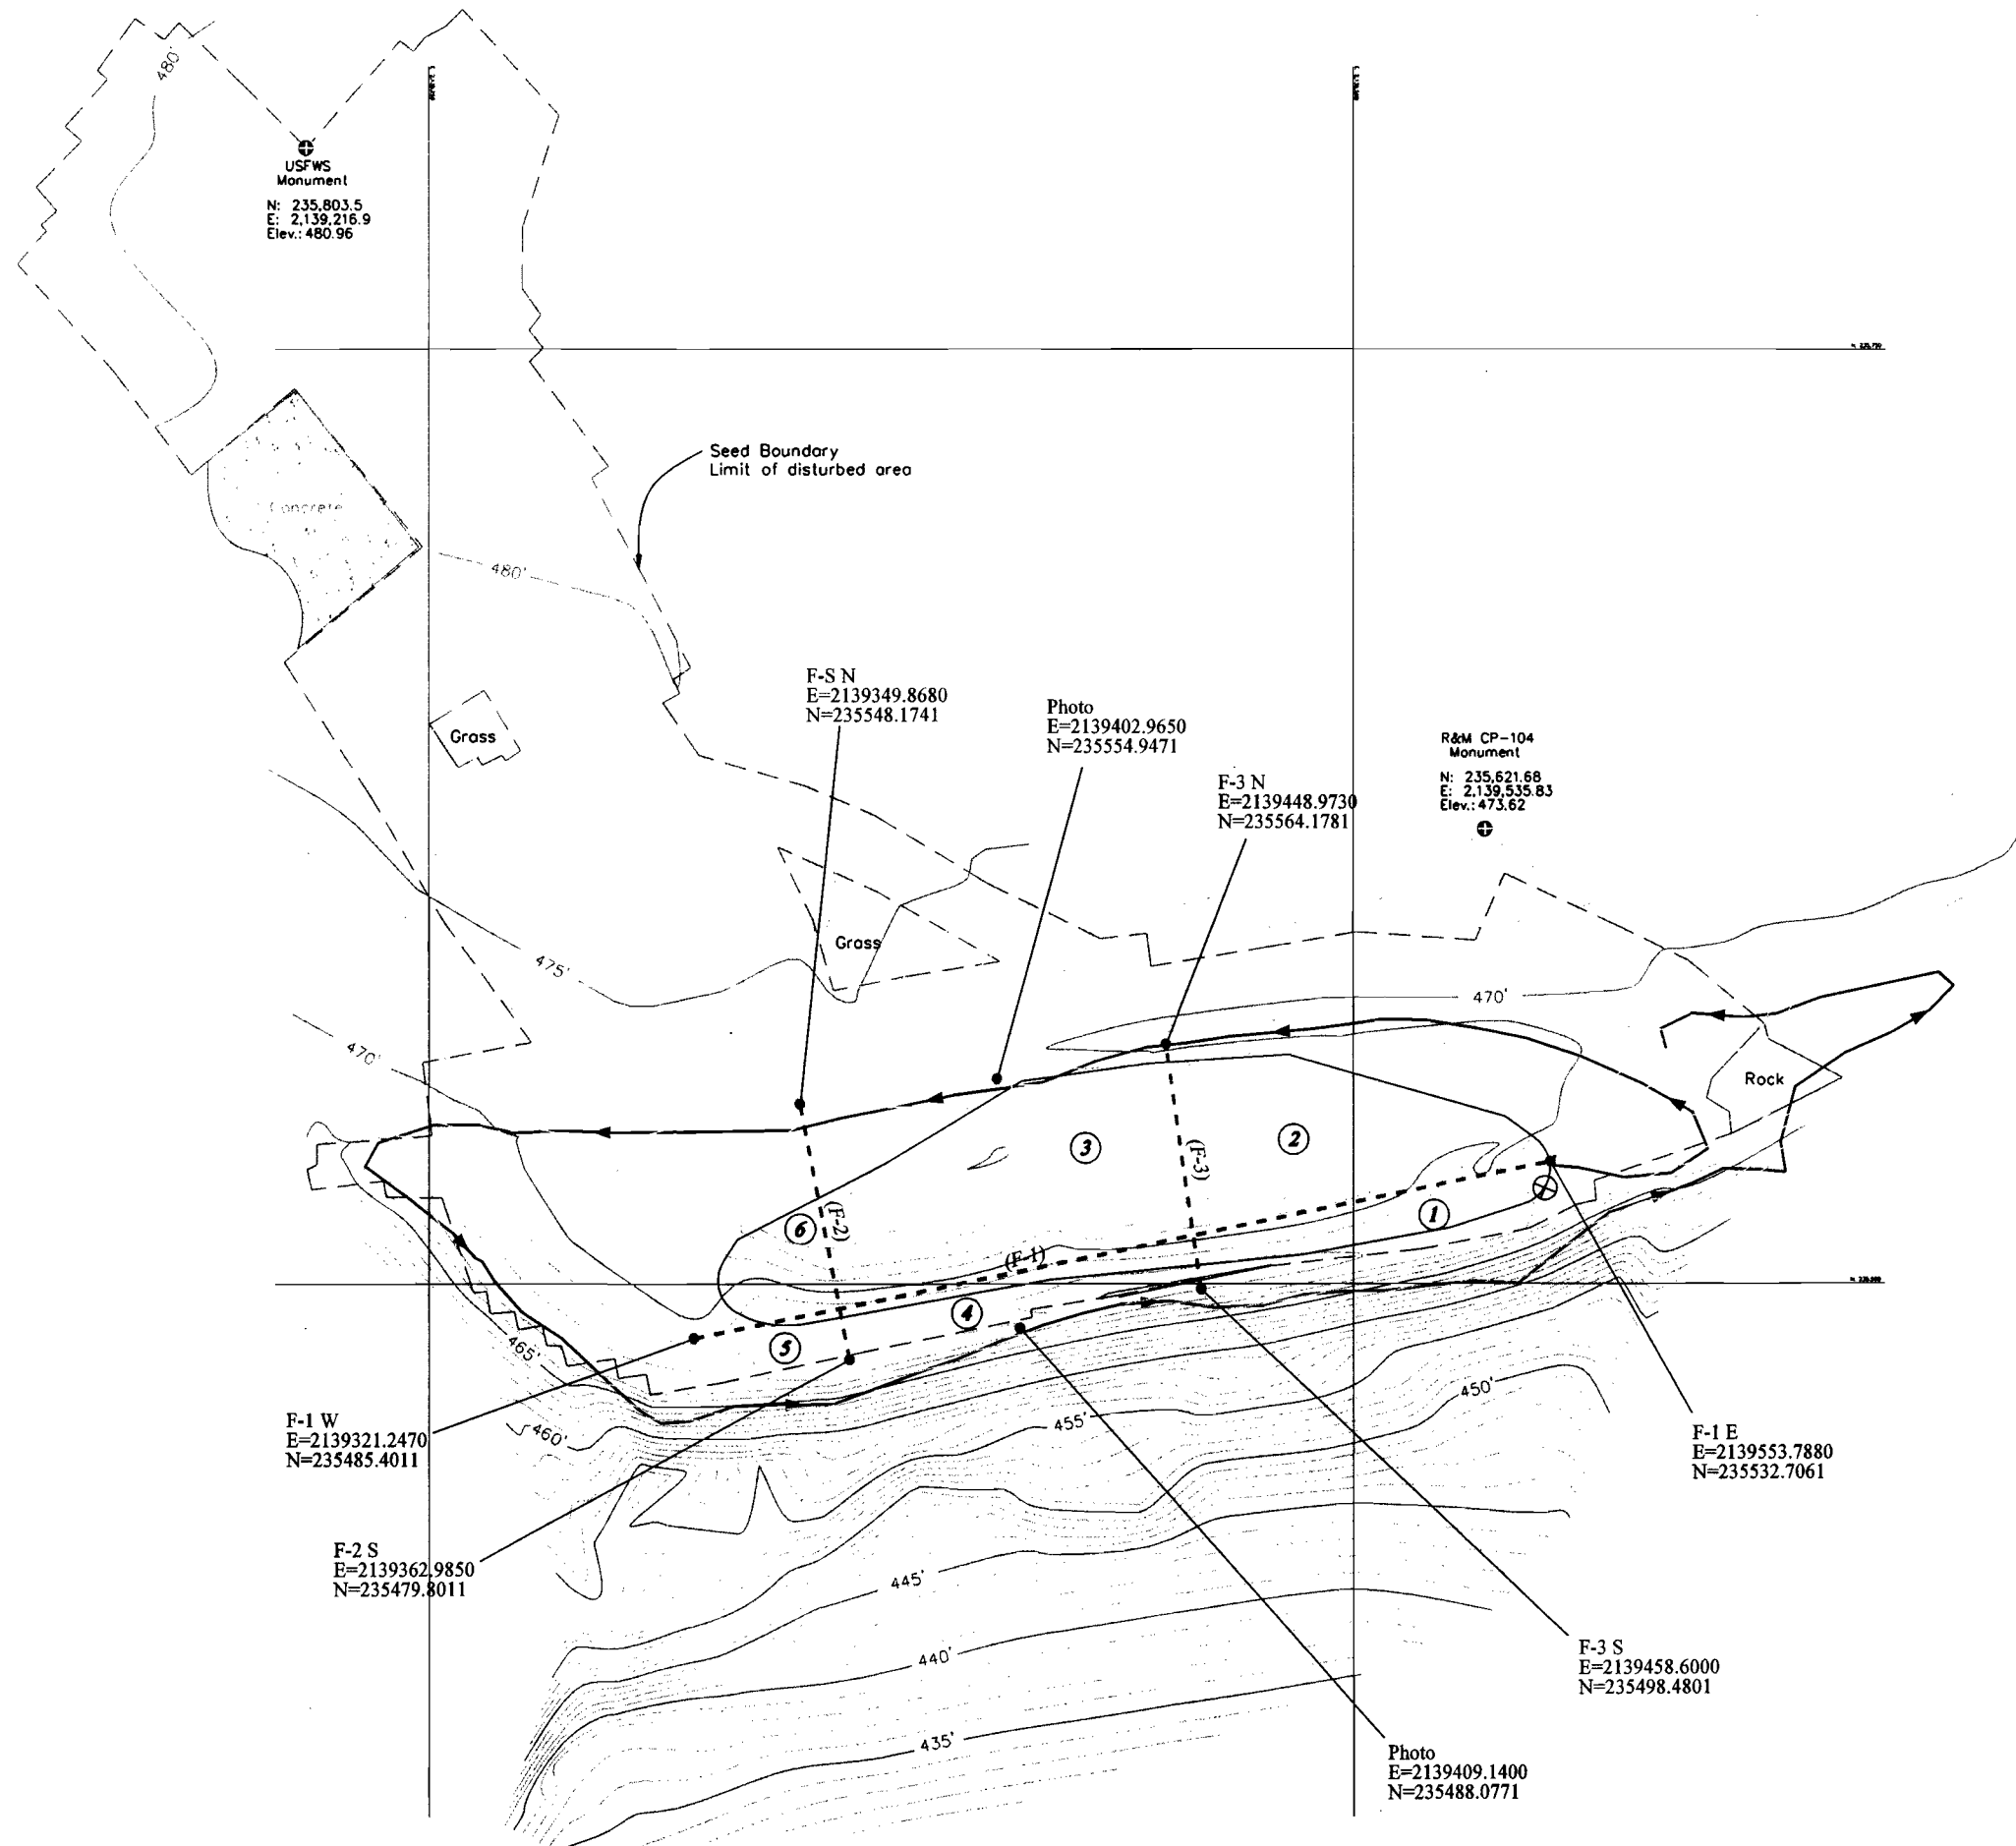 480'
USFWS
Monument
N: 235,803.5
E: 2,139,216.9
Elev.: 480.96
Seed Boundary
Limit of disturbed area
Concrete
480'
F-S N
E=2139349.8680
N=235548.1741
Photo
E=2139402.9650
N=235554.9471
Grass
R&M CP-104
Monument
N: 235,621.68
E: 2,139,535.83
Elev.: 473.62
F-3 N
E=2139448.9730
N=235564.1781
Grass
475'
470'
470'
Rock
3
2
(F-3)
6
(F-2)
1
(F-1)
4
5
465'
450'
455'
460'
F-1 W
E=2139321.2470
N=235485.4011
F-1 E
E=2139553.7880
N=235532.7061
F-2 S
E=2139362.9850
N=235479.8011
445'
440'
F-3 S
E=2139458.6000
N=235498.4801
435'
Photo
E=2139409.1400
N=235488.0771